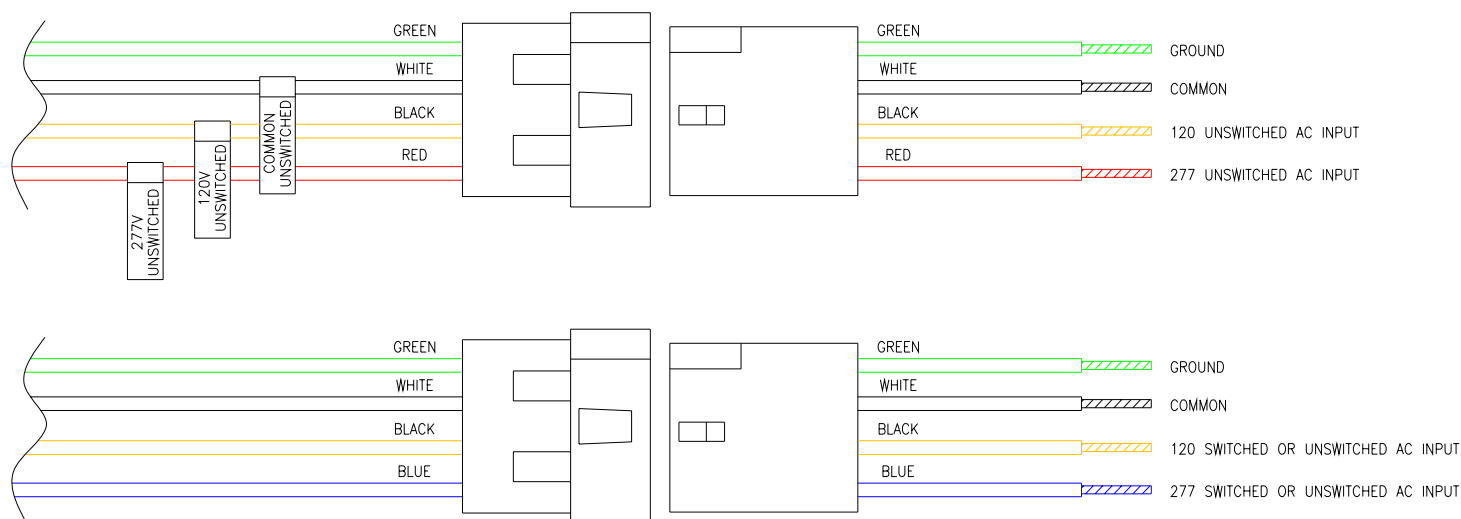 GREEN
GREEN
GROUND
WHITE
WHITE
COMMON
BLACK
BLACK
120 UNSWITCHED AC INPUT
RED
RED
277 UNSWITCHED AC INPUT
COMMON
UNSWITCHED
120V
UNSWITCHED
277V
UNSWITCHED
GREEN
GREEN
GROUND
WHITE
WHITE
COMMON
BLACK
BLACK
120 SWITCHED OR UNSWITCHED AC INPUT
BLUE
BLUE
277 SWITCHED OR UNSWITCHED AC INPUT